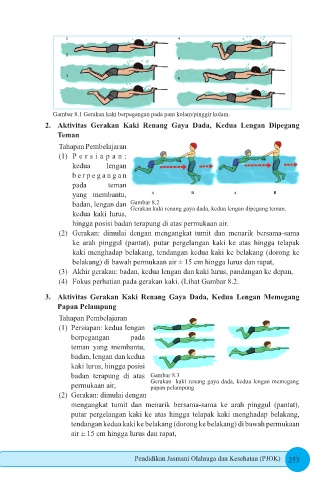 Gambar 8.1 Gerakan kaki berpegangan pada pant kolam/pinggir kolam.
2. Aktivitas Gerakan Kaki Renang Gaya Dada, Kedua Lengan Dipegang
Teman
Tahapan Pembelajaran
(1) Persiapan:
kedua lengan
berpegangan
pada teman
yang membantu,
badan, lengan dan
kedua kaki lurus,
hingga posisi badan terapung di atas permukaan air.
A B A B
Gambar 8.2
Gerakan kaki renang gaya dada, kedua lengan dipegang teman.
(2) Gerakan: dimulai dengan mengangkat tumit dan menarik bersama-sama
ke arah pinggul (pantat), putar pergelangan kaki ke atas hingga telapak
kaki menghadap belakang, tendangan kedua kaki ke belakang (dorong ke
belakang) di bawah permukaan air ± 15 cm hingga lurus dan rapat,
(3) Akhir gerakan: badan, kedua lengan dan kaki lurus, pandangan ke depan,
(4) Fokus perhatian pada gerakan kaki. (Lihat Gambar 8.2.
3. Aktivitas Gerakan Kaki Renang Gaya Dada, Kedua Lengan Memegang
Papan Pelampung
Tahapan Pembelajaran
(1) Persiapan: kedua lengan
berpegangan pada
teman yang membantu,
badan, lengan dan kedua
kaki lurus, hingga posisi
badan terapung di atas
permukaan air,
Gambar 8.3
Gerakan kaki renang gaya dada, kedua lengan memegang
papan pelampung
(2) Gerakan: dimulai dengan
mengangkat tumit dan menarik bersama-sama ke arah pinggul (pantat),
putar pergelangan kaki ke atas hingga telapak kaki menghadap belakang,
tendangan kedua kaki ke belakang (dorong ke belakang) di bawah permukaan
air ± 15 cm hingga lurus dan rapat,
Pendidikan Jasmani Olahraga dan Kesehatan (PJOK) 253